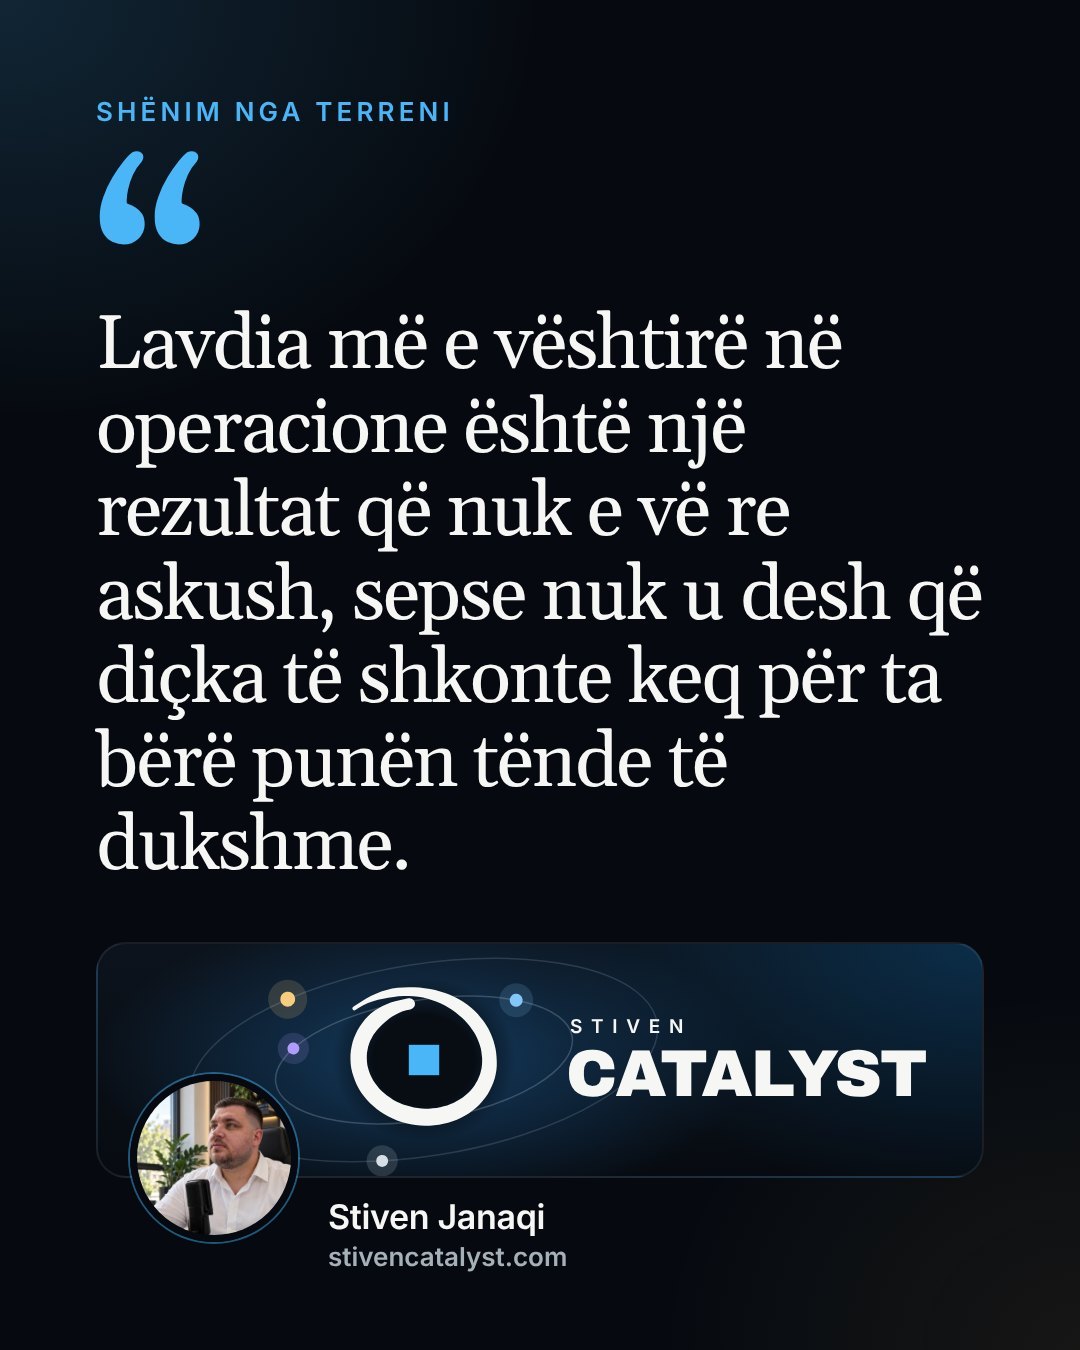 SHËNIM NGA TERRENI
“
Lavdia më e vështirë në
operacione është një
rezultat që nuk e vë re
askush, sepse nuk u desh që
diçka të shkonte keq për ta
bërë punën tënde të
dukshme.
STIVEN
CATALYST
Stiven Janaqi
stivencatalyst.com